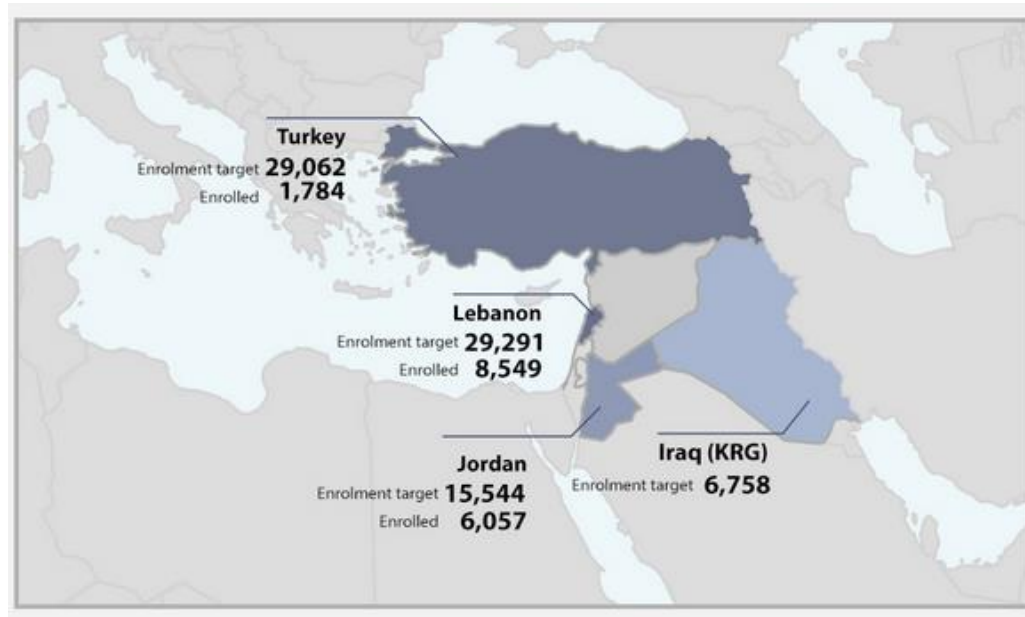 Turkey
Enrolment target 29,062
Enrolled 1,784
Lebanon
Enrolment target 29,291
Enrolled 8,549
Jordan
Enrolment target 15,544
Enrolled 6,057
Iraq (KRG)
Enrolment target 6,758